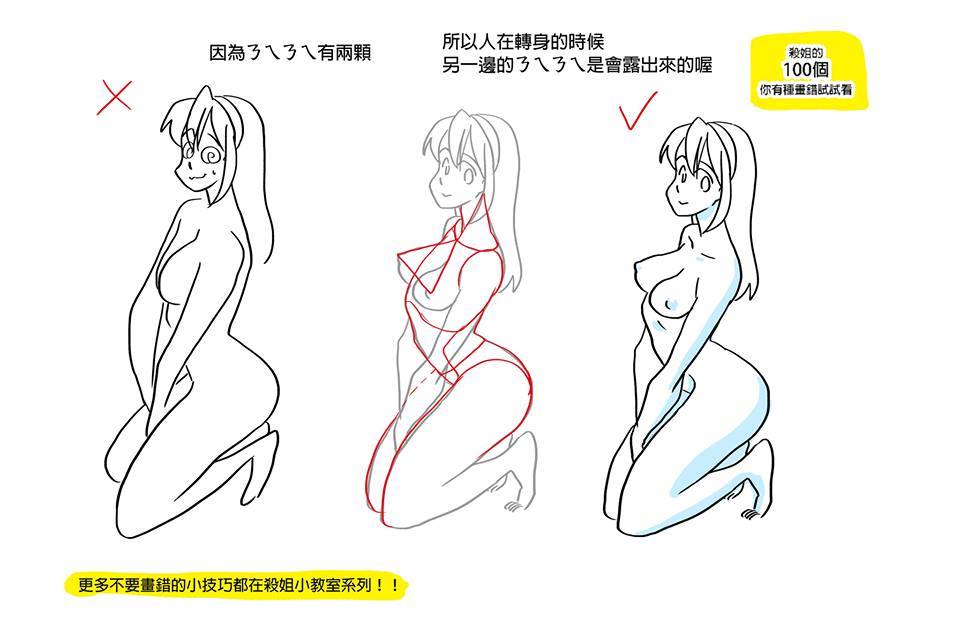 因為ㄋㄟㄋㄟ有兩顆
所以人在轉身的時候
另一邊的ㄋㄟㄋㄟ是會露出來的喔
殺姐的
100個
你有種畫錯試試看
更多不要畫錯的小技巧都在殺姐小教室系列！！